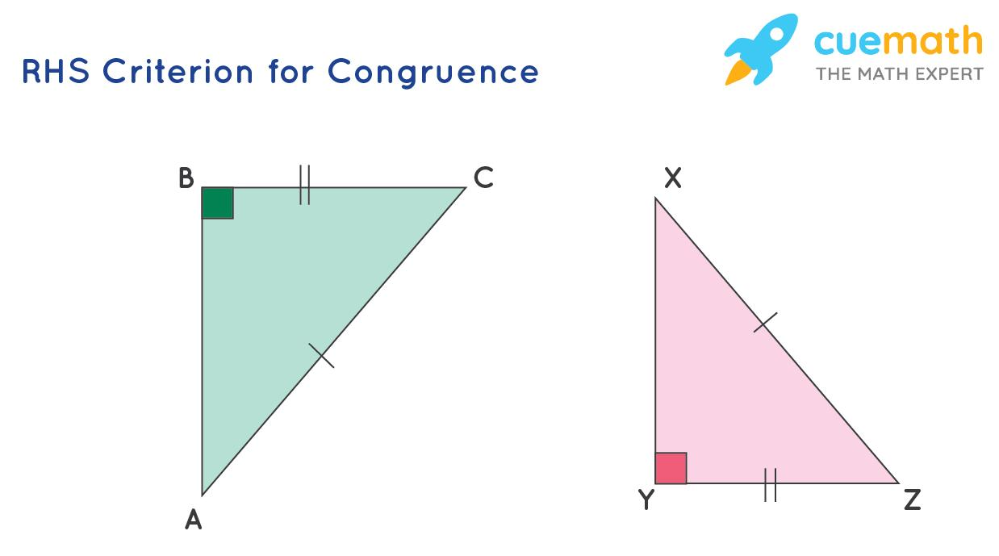 cuemath
RHS Criterion for Congruence
THE MATH EXPERT
B
C
X
A
Y
Z